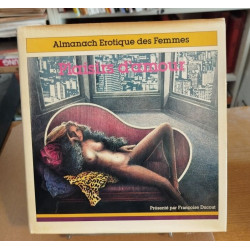 Almanach Erotique des Femmes
Plaisirs d'amour
Présenté par Françoise Ducout